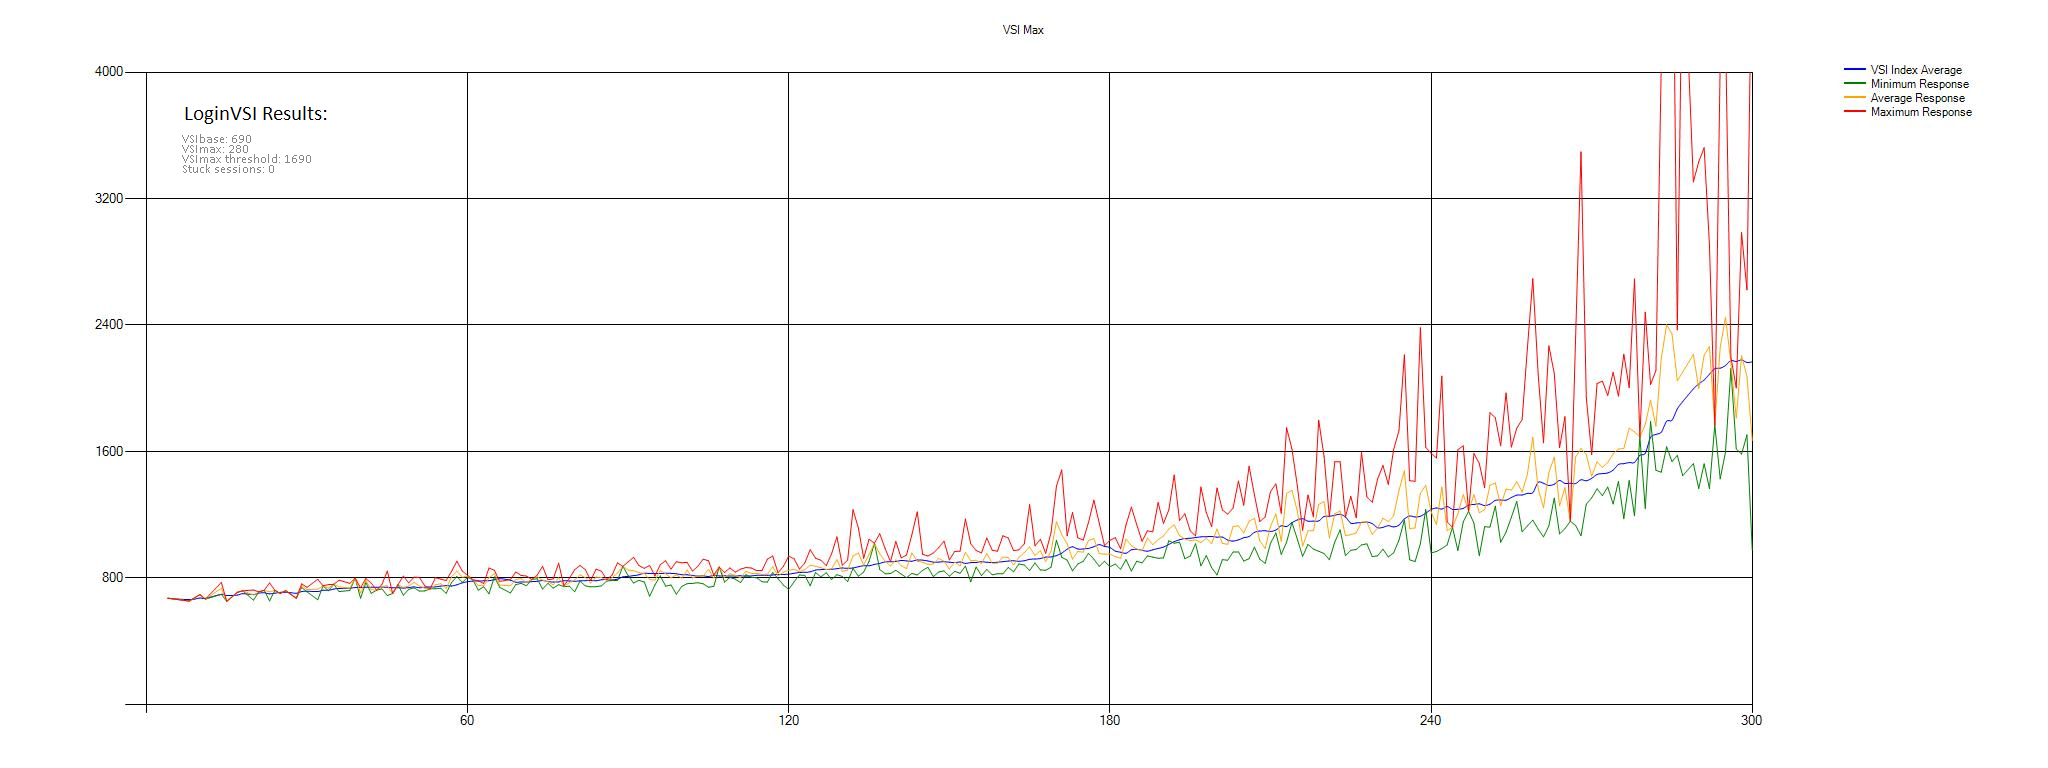 VSI Max
4000
3200
2400
1600
800
60
120
180
240
300
LoginVSI Results:
VSIbase: 690
VSImax: 280
VSImax threshold: 1690
Stuck sessions: 0
VSI Index Average
Minimum Response
Average Response
Maximum Response